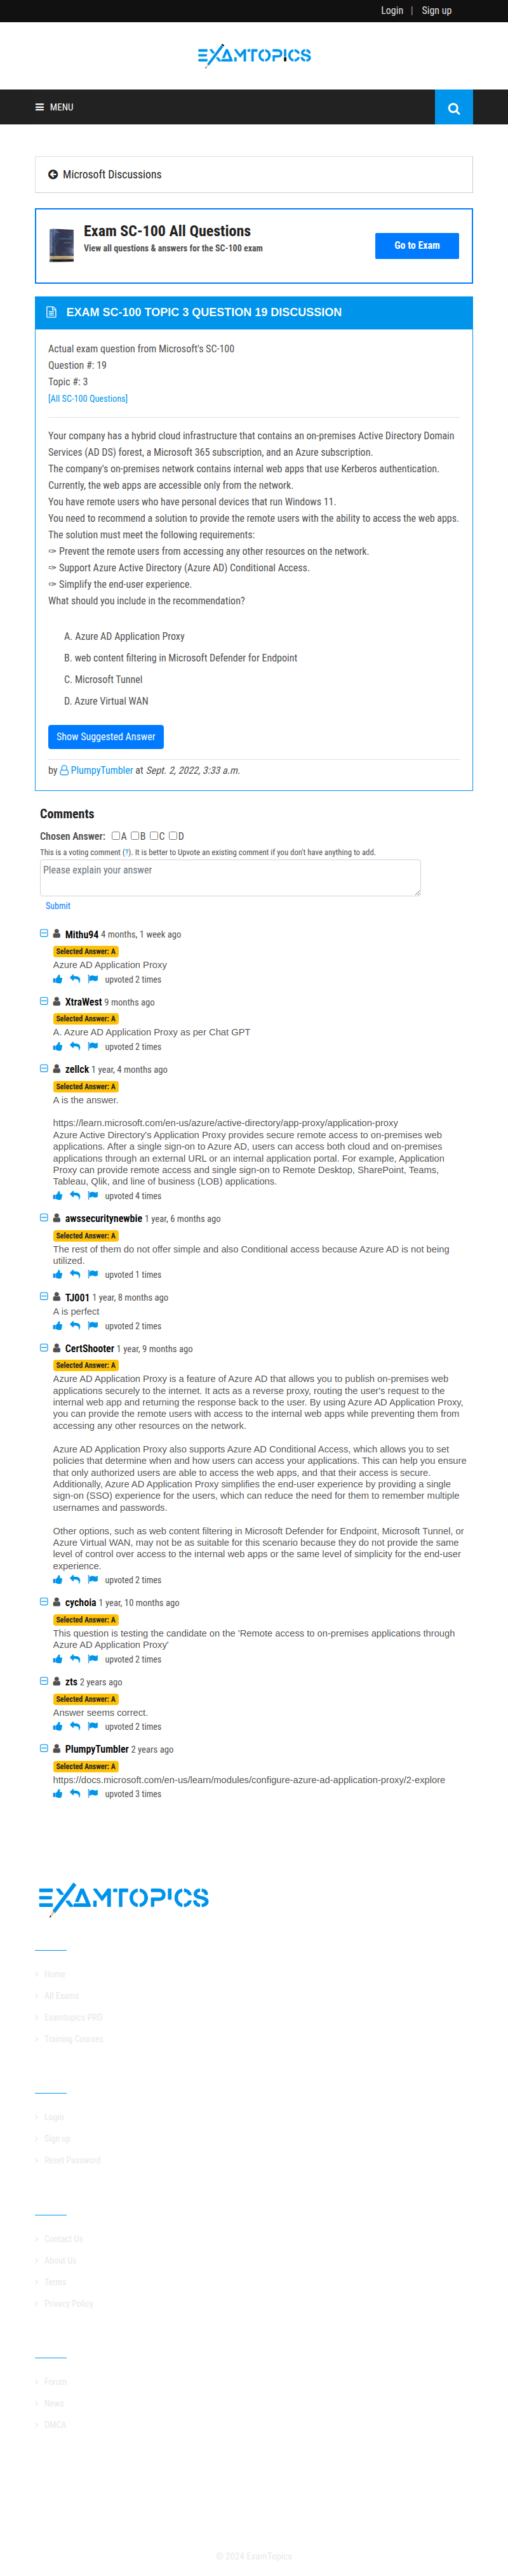 Login | Sign up
EXAMTOPICS
MENU
Microsoft Discussions
Exam SC-100 All Questions
View all questions & answers for the SC-100 exam
Go to Exam
EXAM SC-100 TOPIC 3 QUESTION 19 DISCUSSION
Actual exam question from Microsoft's SC-100
Question #: 19
Topic #: 3
[All SC-100 Questions]
Your company has a hybrid cloud infrastructure that contains an on-premises Active Directory Domain
Services (AD DS) forest, a Microsoft 365 subscription, and an Azure subscription.
The company's on-premises network contains internal web apps that use Kerberos authentication.
Currently, the web apps are accessible only from the network.
You have remote users who have personal devices that run Windows 11.
You need to recommend a solution to provide the remote users with the ability to access the web apps.
The solution must meet the following requirements:
✑ Prevent the remote users from accessing any other resources on the network.
✑ Support Azure Active Directory (Azure AD) Conditional Access.
✑ Simplify the end-user experience.
What should you include in the recommendation?
A. Azure AD Application Proxy
B. web content filtering in Microsoft Defender for Endpoint
C. Microsoft Tunnel
D. Azure Virtual WAN
Show Suggested Answer
by PlumpyTumbler at Sept. 2, 2022, 3:33 a.m.
Comments
Chosen Answer: A B C D
This is a voting comment (?). It is better to Upvote an existing comment if you don't have anything to add.
Please explain your answer
Submit
Mithu94 4 months, 1 week ago
Selected Answer: A
Azure AD Application Proxy
upvoted 2 times
XtraWest 9 months ago
Selected Answer: A
A. Azure AD Application Proxy as per Chat GPT
upvoted 2 times
zellck 1 year, 4 months ago
Selected Answer: A
A is the answer.
https://learn.microsoft.com/en-us/azure/active-directory/app-proxy/application-proxy
Azure Active Directory's Application Proxy provides secure remote access to on-premises web
applications. After a single sign-on to Azure AD, users can access both cloud and on-premises
applications through an external URL or an internal application portal. For example, Application
Proxy can provide remote access and single sign-on to Remote Desktop, SharePoint, Teams,
Tableau, Qlik, and line of business (LOB) applications.
upvoted 4 times
awssecuritynewbie 1 year, 6 months ago
Selected Answer: A
The rest of them do not offer simple and also Conditional access because Azure AD is not being
utilized.
upvoted 1 times
TJ001 1 year, 8 months ago
A is perfect
upvoted 2 times
CertShooter 1 year, 9 months ago
Selected Answer: A
Azure AD Application Proxy is a feature of Azure AD that allows you to publish on-premises web
applications securely to the internet. It acts as a reverse proxy, routing the user's request to the
internal web app and returning the response back to the user. By using Azure AD Application Proxy,
you can provide the remote users with access to the internal web apps while preventing them from
accessing any other resources on the network.
Azure AD Application Proxy also supports Azure AD Conditional Access, which allows you to set
policies that determine when and how users can access your applications. This can help you ensure
that only authorized users are able to access the web apps, and that their access is secure.
Additionally, Azure AD Application Proxy simplifies the end-user experience by providing a single
sign-on (SSO) experience for the users, which can reduce the need for them to remember multiple
usernames and passwords.
Other options, such as web content filtering in Microsoft Defender for Endpoint, Microsoft Tunnel, or
Azure Virtual WAN, may not be as suitable for this scenario because they do not provide the same
level of control over access to the internal web apps or the same level of simplicity for the end-user
experience.
upvoted 2 times
cychoia 1 year, 10 months ago
Selected Answer: A
This question is testing the candidate on the 'Remote access to on-premises applications through
Azure AD Application Proxy'
upvoted 2 times
zts 2 years ago
Selected Answer: A
Answer seems correct.
upvoted 2 times
PlumpyTumbler 2 years ago
Selected Answer: A
https://docs.microsoft.com/en-us/learn/modules/configure-azure-ad-application-proxy/2-explore
upvoted 3 times
EXAMTOPICS
Home
All Exams
Examtopics PRO
Training Courses
Login
Sign up
Reset Password
Contact Us
About Us
Terms
Privacy Policy
Forum
News
DMCA
© 2024 ExamTopics